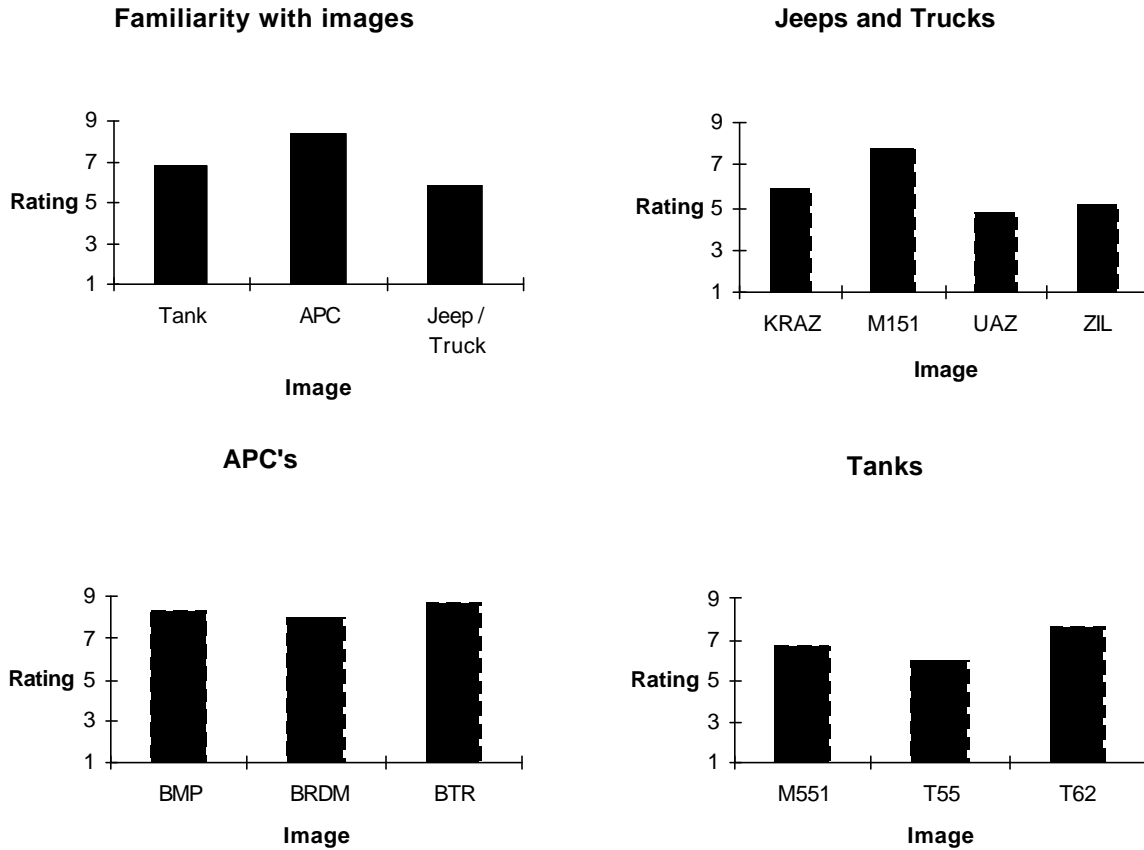 Familiarity with images
9
7
Rating 5
3
1
Tank APC Jeep /
Truck
Image
Jeeps and Trucks
9
7
Rating 5
3
1
KRAZ M151 UAZ ZIL
Image
APC's
9
7
Rating 5
3
1
BMP BRDM BTR
Image
Tanks
9
7
Rating 5
3
1
M551 T55 T62
Image